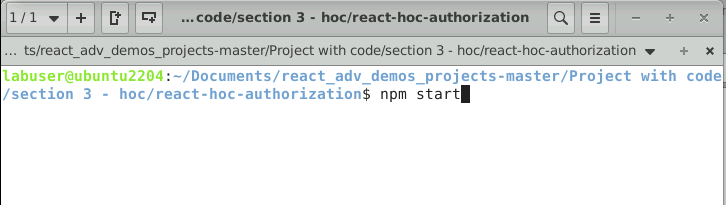 1 / 1
...code/section 3 - hoc/react-hoc-authorization
... ts/react_adv_demos_projects-master/Project with code/section 3 - hoc/react-hoc-authorization
labuser@ubuntu2204:~/Documents/react_adv_demos_projects-master/Project with code
/section 3 - hoc/react-hoc-authorization$ npm start